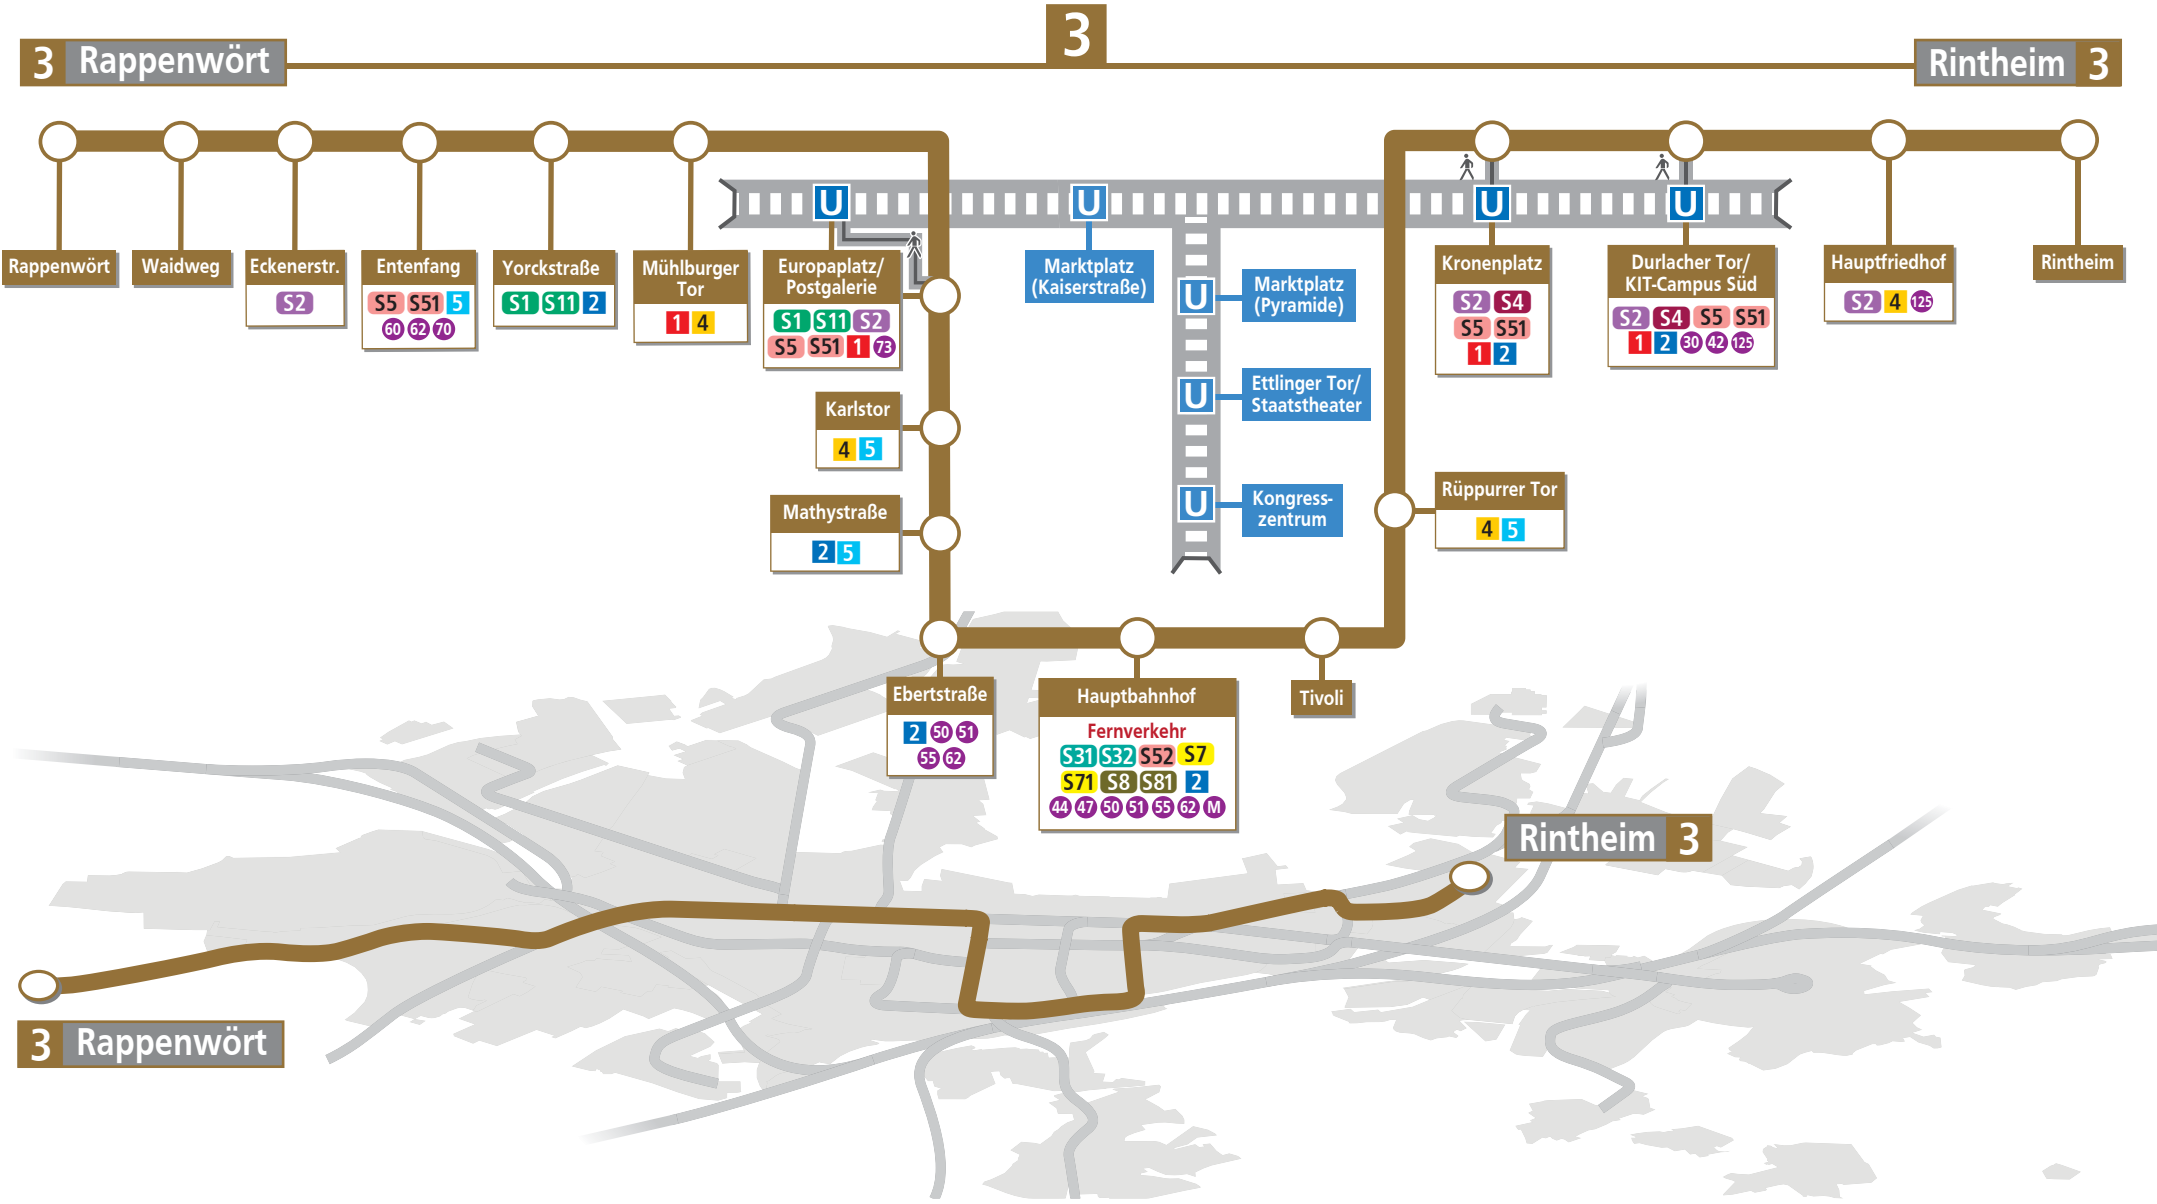 3
3 Rappenwört
Rintheim 3
U
U
U
U
Rappenwört
Waidweg
Eckenerstr.
S2
Entenfang
S5 S51 5
60 62 70
Yorckstraße
S1 S11 2
Mühlburger
Tor
1 4
Europaplatz/
Postgalerie
S1 S11 S2
S5 S51 1 73
Marktplatz
(Kaiserstraße)
U
Marktplatz
(Pyramide)
Kronenplatz
S2 S4
S5 S51
1 2
Durlacher Tor/
KIT-Campus Süd
S2 S4 S5 S51
1 2 30 42 125
Hauptfriedhof
S2 4 125
Rintheim
U
Ettlinger Tor/
Staatstheater
Karlstor
4 5
U
Kongress-
zentrum
Mathystraße
2 5
Rüppurrer Tor
4 5
Ebertstraße
2 50 51
55 62
Hauptbahnhof
Fernverkehr
S31 S32 S52 S7
S71 S8 S81 2
44 47 50 51 55 62 M
Tivoli
Rintheim 3
3 Rappenwört